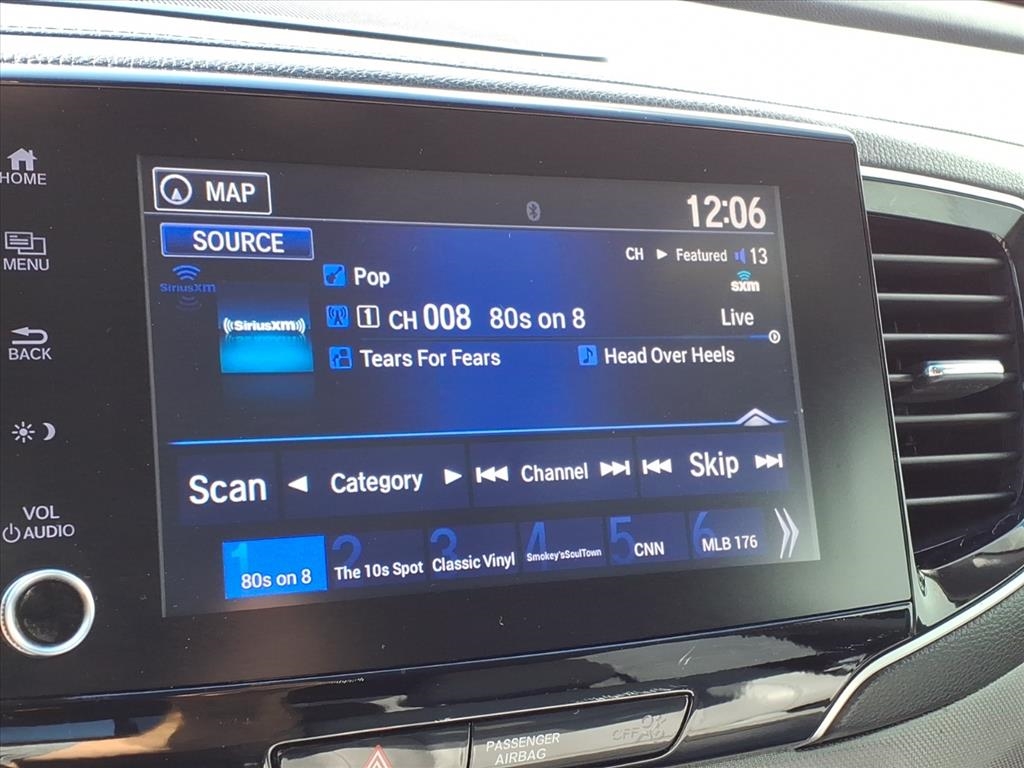 HOME
MENU
BACK
VOL
AUDIO
MAP
12:06
SOURCE
CH ▶ Featured 13
SiriusXM
sxm
Pop
((SiriusXM))
1 CH 008 80s on 8 Live
Tears For Fears Head Over Heels
Scan ◀ Category ▶ Channel Skip
1 80s on 8
2 The 10s Spot
3 Classic Vinyl
4 Smokey'sSoulTown
5 CNN
6 MLB 176
PASSENGER
AIRBAG
OFF